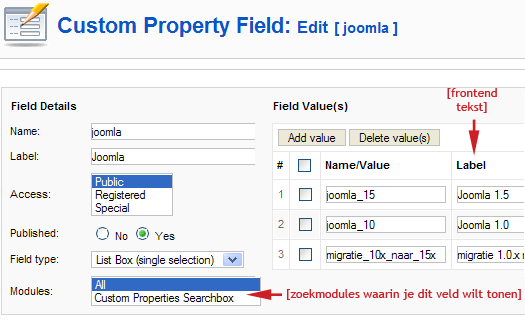 Custom Property Field: Edit [ joomla ]
Field Details
Name: joomla
Label: Joomla
Access: Public
Registered
Special
Published: No Yes
Field type: List Box (single selection)
Modules: All
Custom Properties Searchbox
Field Value(s)
[frontend
tekst]
Add value Delete value(s)
# Name/Value Label
1 joomla_15 Joomla 1.5
2 joomla_10 Joomla 1.0
3 migratie_10x_naar_15x migratie 1.0.x
[zoekmodules waarin je dit veld wilt tonen]